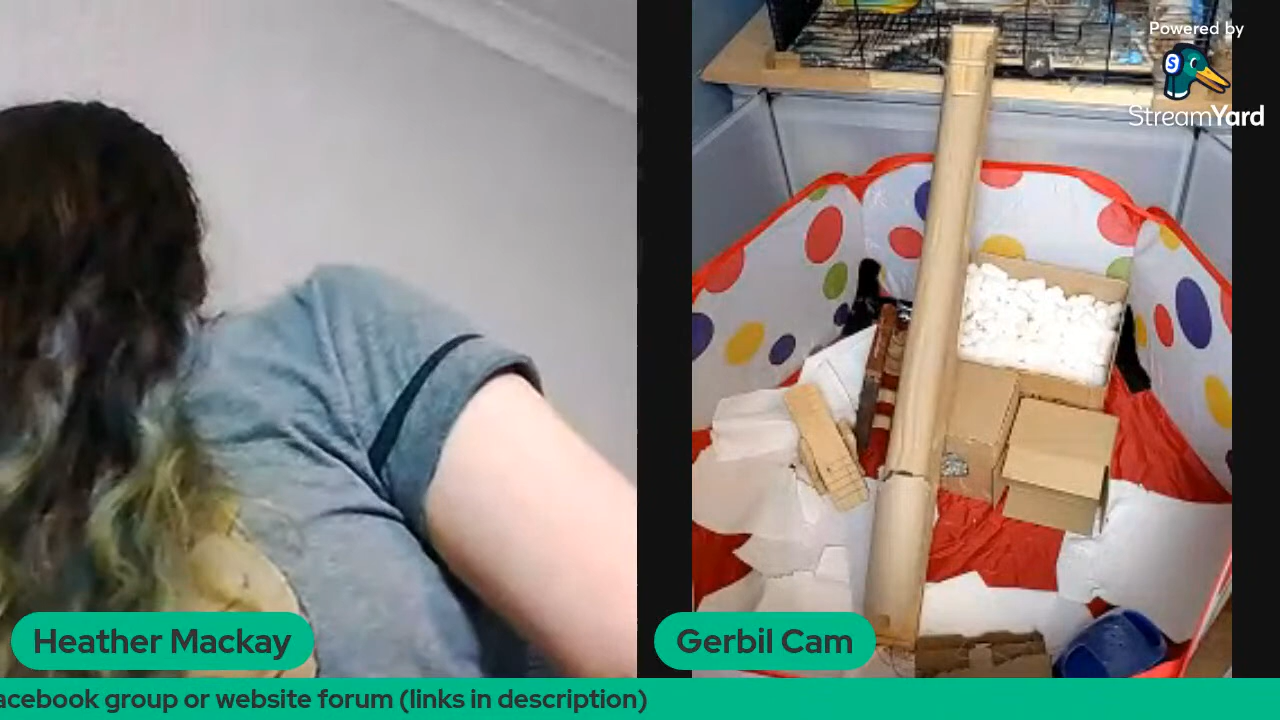 Powered by
StreamYard
Heather Mackay
Gerbil Cam
acebook group or website forum (links in description)